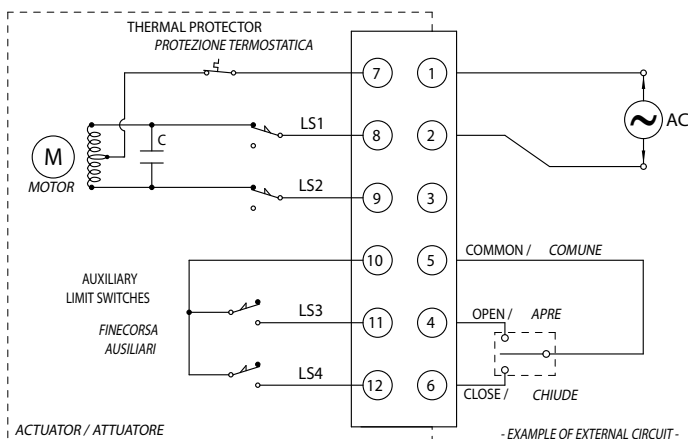 THERMAL PROTECTOR
PROTEZIONE TERMOSTATICA
7
1
AC
C
LS1
8
2
M
MOTOR
LS2
9
3
10
5
COMMON / COMUNE
AUXILIARY
LIMIT SWITCHES
FINECORSA
AUSILIARI
LS3
11
4
OPEN / APRE
LS4
12
6
CLOSE / CHIUDE
ACTUATOR / ATTUATORE
- EXAMPLE OF EXTERNAL CIRCUIT -